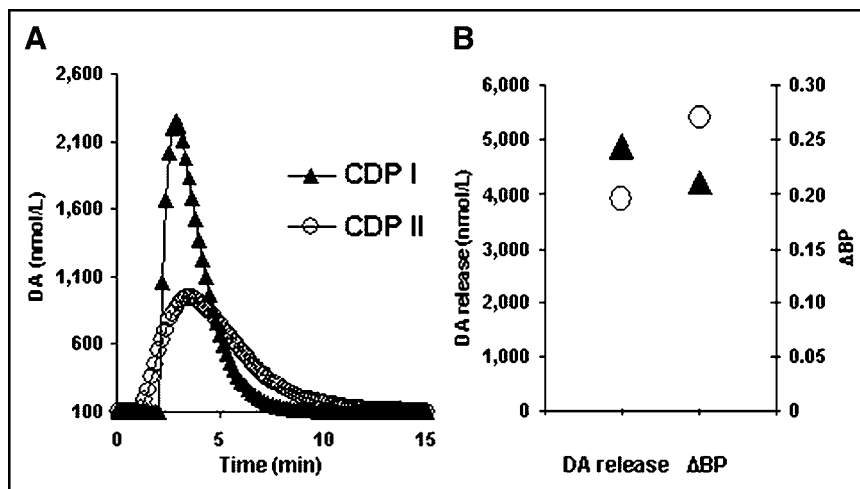 A
DA (nmol/L)
2,600
2,100
1,600
1,100
600
100
0 5 10 15
Time (min)
CDP I
CDP II
B
DA release (nmol/L)
6,000
5,000
4,000
3,000
2,000
1,000
0
0.30
0.25
0.20
0.15
0.10
0.05
0
ΔBP
DA release ΔBP